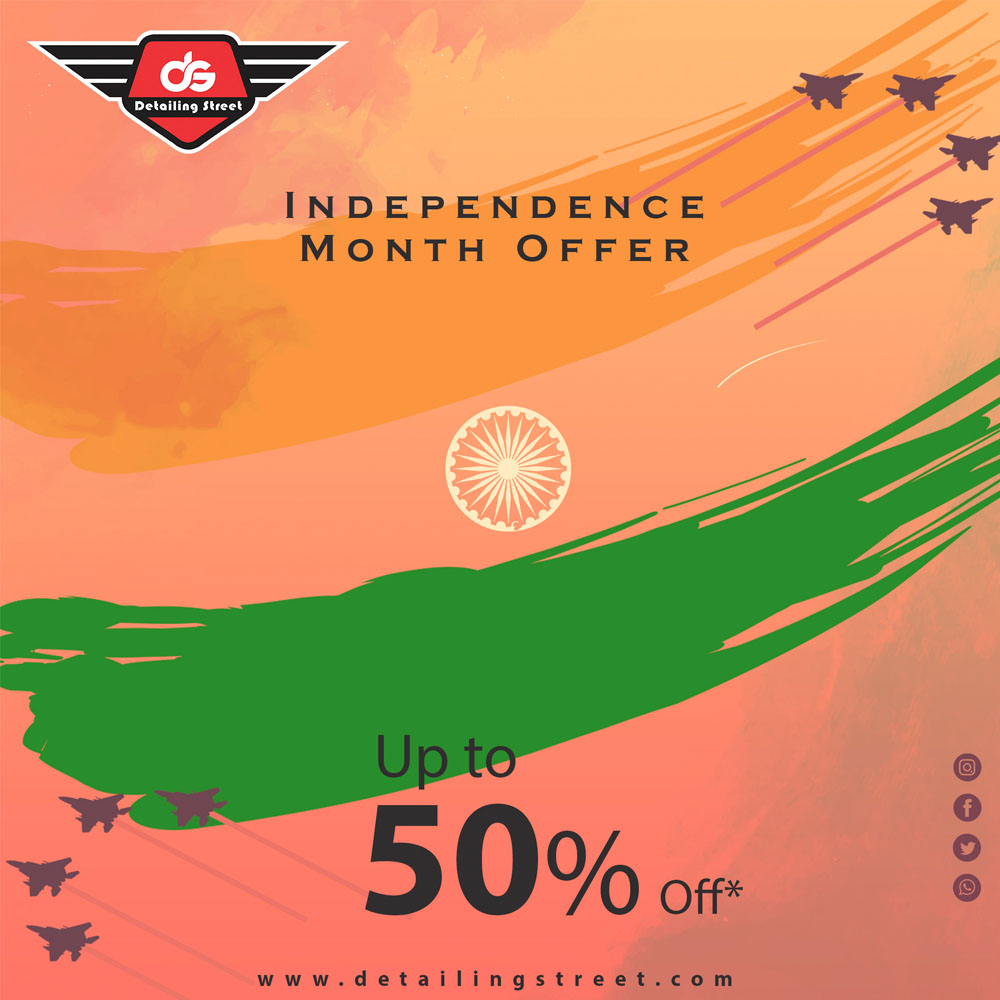 DG
Detailing Street
INDEPENDENCE
MONTH OFFER
Up to
50% Off*
www.detailingstreet.com